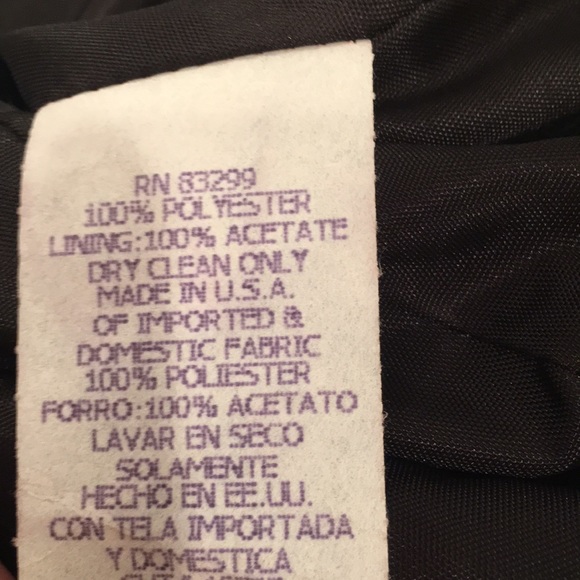 RN 83299
100% POLYESTER
LINING:100% ACETATE
DRY CLEAN ONLY
MADE IN U.S.A.
OF IMPORTED &
DOMESTIC FABRIC
100% POLIESTER
FORRO:100% ACETATO
LAVAR EN SECO
SOLAMENTE
HECHO EN EE.UU.
CON TELA IMPORTADA
Y DOMESTICA